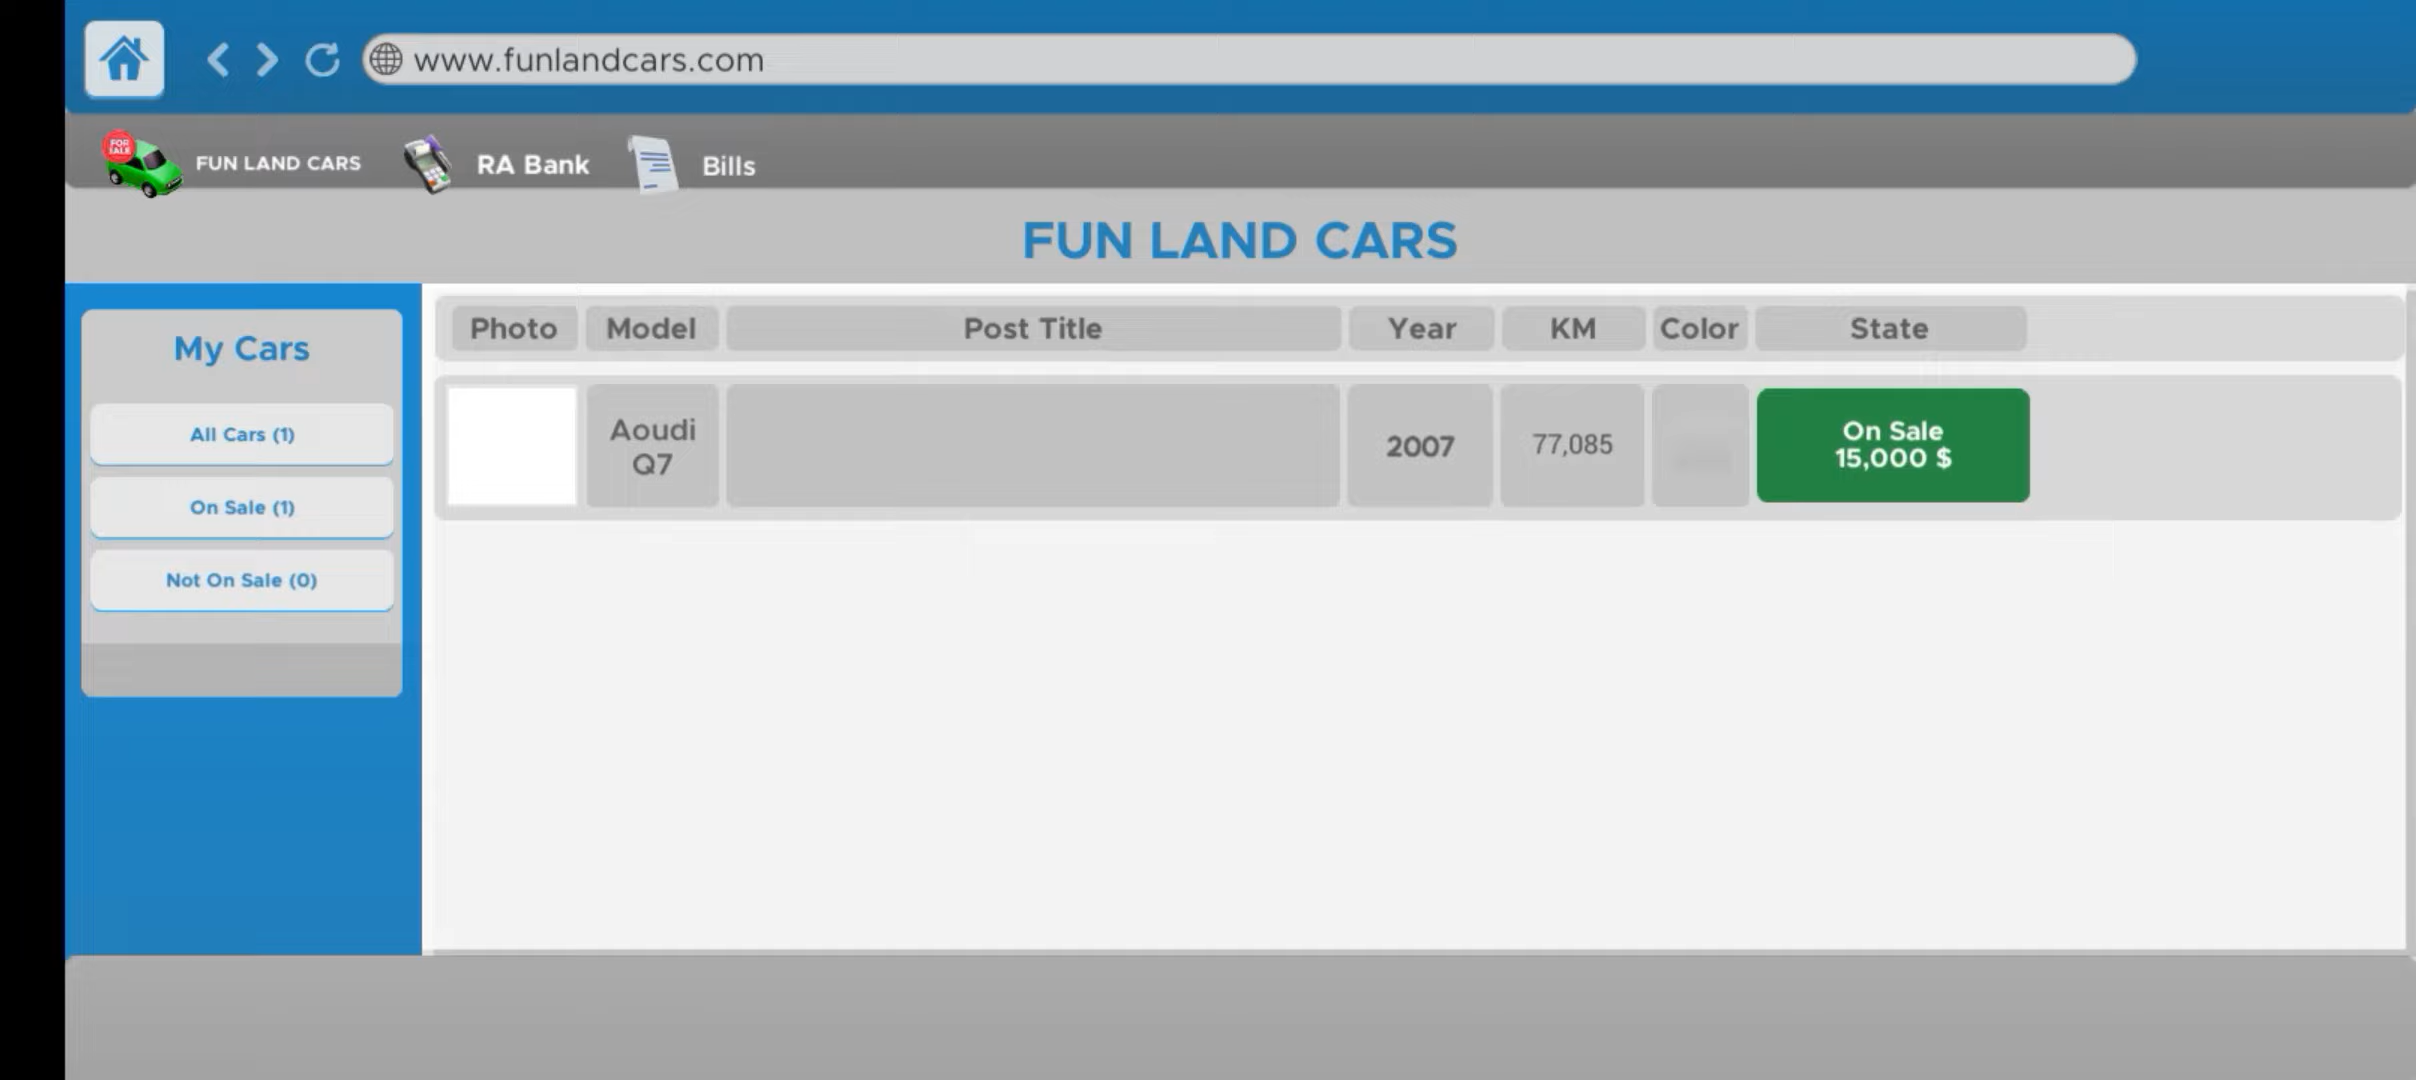 www.funlandcars.com
FOR SALE
FUN LAND CARS
RA Bank
Bills
FUN LAND CARS
My Cars
All Cars (1)
On Sale (1)
Not On Sale (0)
Photo
Model
Post Title
Year
KM
Color
State
Aoudi
Q7
2007
77,085
On Sale
15,000 $